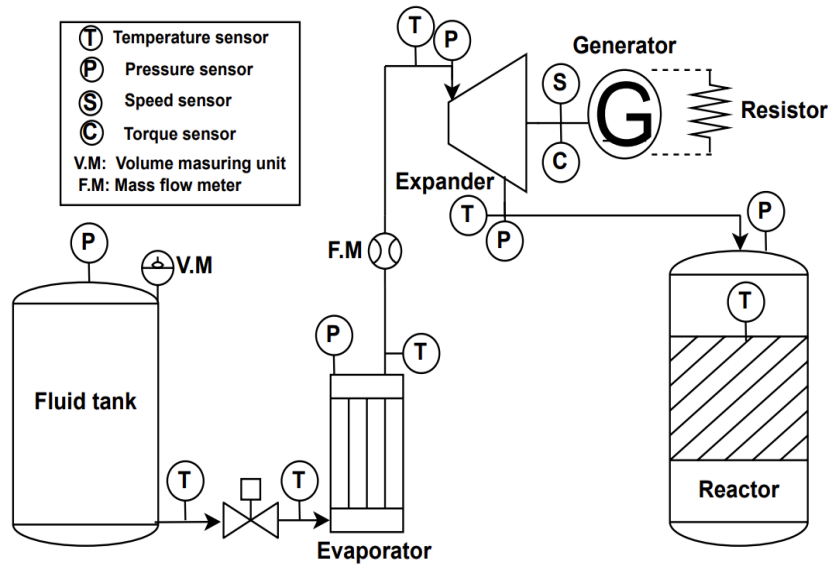 T Temperature sensor
P Pressure sensor
S Speed sensor
C Torque sensor
V.M: Volume masuring unit
F.M: Mass flow meter
T
P
Generator
S
G
Resistor
C
Expander
T
P
P
P
V.M
F.M
T
P
T
Fluid tank
T
T
Reactor
Evaporator